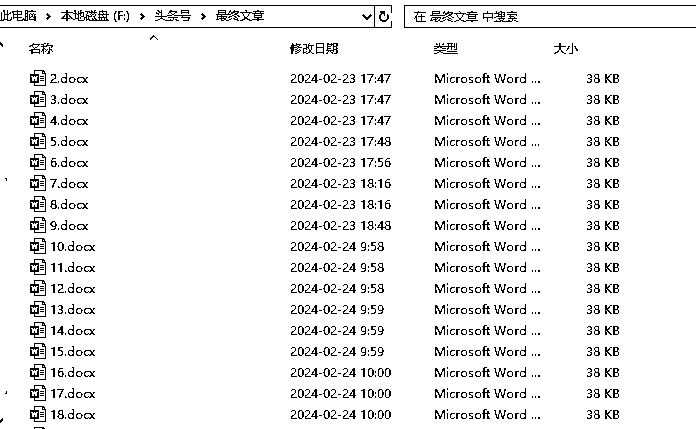 此电脑 > 本地磁盘 (F:) > 头条号 > 最终文章 在 最终文章 中搜索
名称 修改日期 类型 大小
2.docx 2024-02-23 17:47 Microsoft Word ... 38 KB
3.docx 2024-02-23 17:47 Microsoft Word ... 38 KB
4.docx 2024-02-23 17:47 Microsoft Word ... 38 KB
5.docx 2024-02-23 17:48 Microsoft Word ... 38 KB
6.docx 2024-02-23 17:56 Microsoft Word ... 38 KB
7.docx 2024-02-23 18:16 Microsoft Word ... 38 KB
8.docx 2024-02-23 18:16 Microsoft Word ... 38 KB
9.docx 2024-02-23 18:48 Microsoft Word ... 38 KB
10.docx 2024-02-24 9:58 Microsoft Word ... 38 KB
11.docx 2024-02-24 9:58 Microsoft Word ... 38 KB
12.docx 2024-02-24 9:58 Microsoft Word ... 38 KB
13.docx 2024-02-24 9:59 Microsoft Word ... 38 KB
14.docx 2024-02-24 9:59 Microsoft Word ... 38 KB
15.docx 2024-02-24 9:59 Microsoft Word ... 38 KB
16.docx 2024-02-24 10:00 Microsoft Word ... 38 KB
17.docx 2024-02-24 10:00 Microsoft Word ... 38 KB
18.docx 2024-02-24 10:00 Microsoft Word ... 38 KB